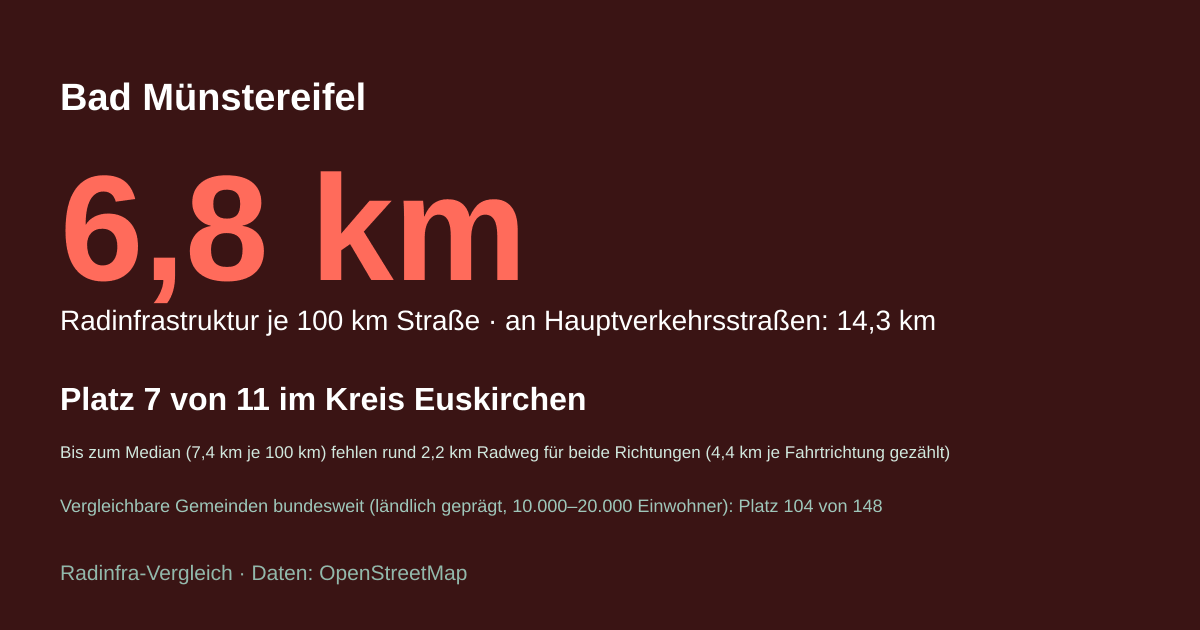 Bad Münstereifel
6,8 km
Radinfrastruktur je 100 km Straße · an Hauptverkehrsstraßen: 14,3 km
Platz 7 von 11 im Kreis Euskirchen
Bis zum Median (7,4 km je 100 km) fehlen rund 2,2 km Radweg für beide Richtungen (4,4 km je Fahrtrichtung gezählt)
Vergleichbare Gemeinden bundesweit (ländlich geprägt, 10.000–20.000 Einwohner): Platz 104 von 148
Radinfra-Vergleich · Daten: OpenStreetMap